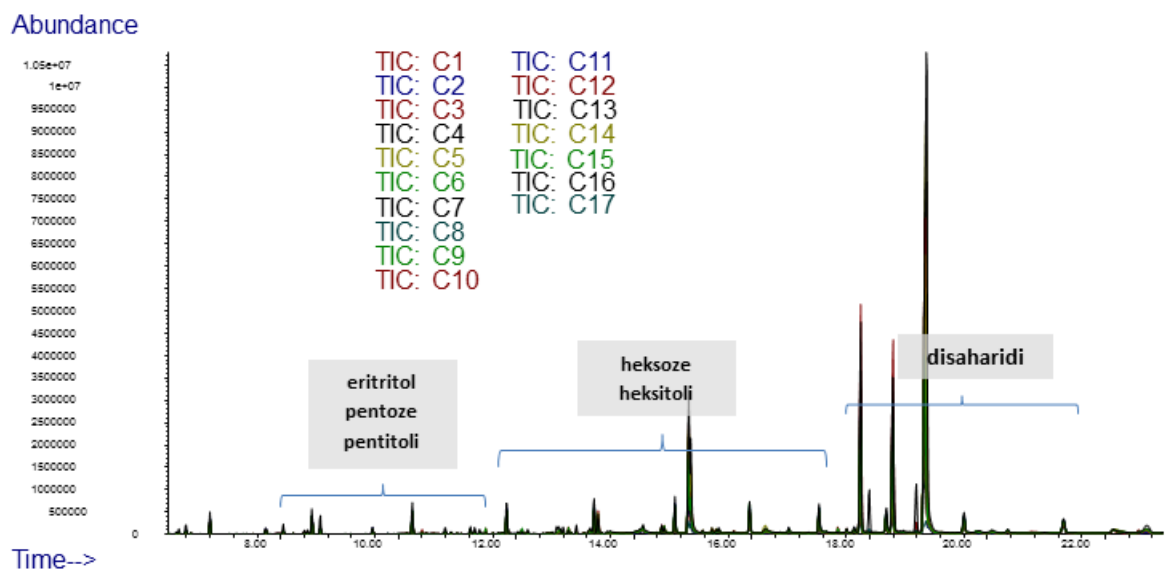 Abundance
1.05e+07
1e+07
9500000
9000000
8500000
8000000
7500000
7000000
6500000
6000000
5500000
5000000
4500000
4000000
3500000
3000000
2500000
2000000
1500000
1000000
500000
0
TIC: C1
TIC: C2
TIC: C3
TIC: C4
TIC: C5
TIC: C6
TIC: C7
TIC: C8
TIC: C9
TIC: C10
TIC: C11
TIC: C12
TIC: C13
TIC: C14
TIC: C15
TIC: C16
TIC: C17
eritritol
pentoze
pentitoli
heksoze
heksitoli
disaharidi
8.00 10.00 12.00 14.00 16.00 18.00 20.00 22.00
Time-->